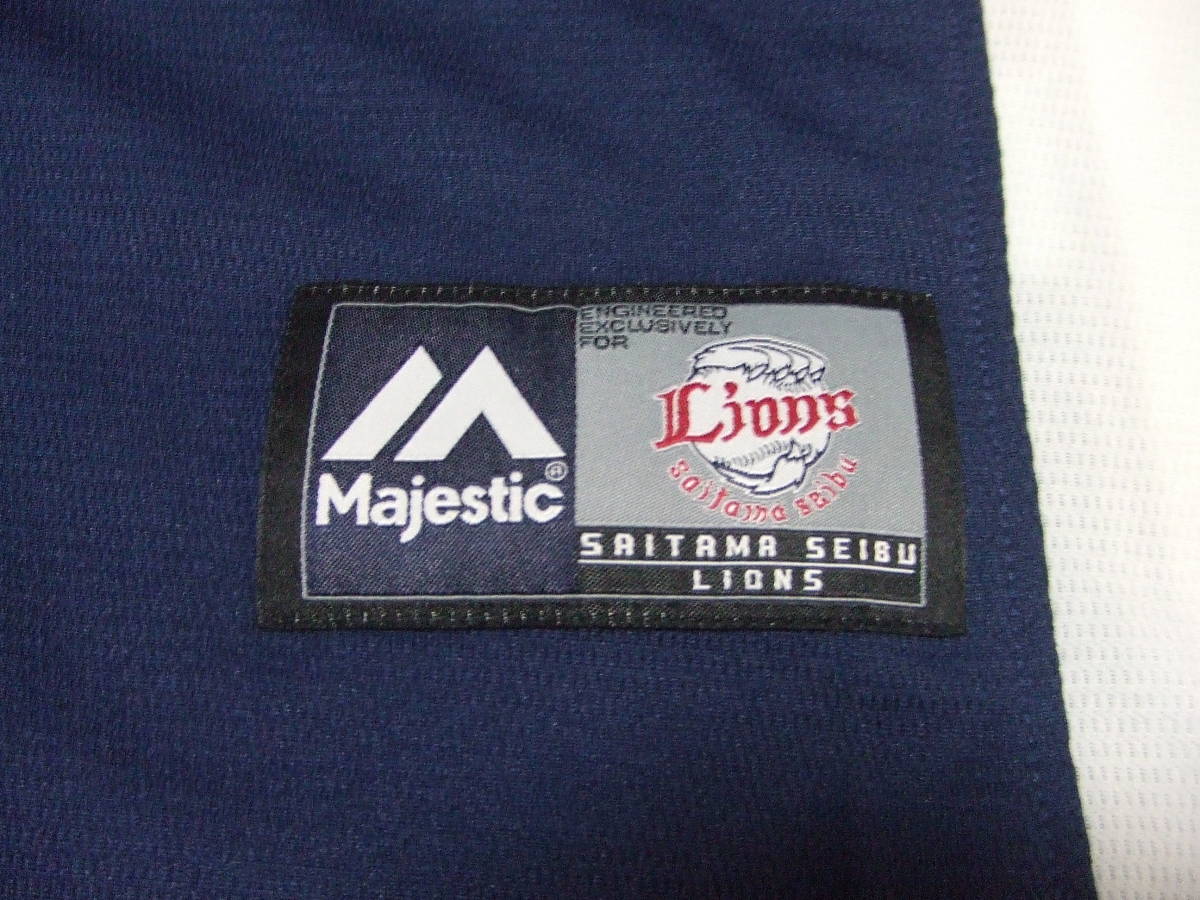 Majestic®
ENGINEERED
EXCLUSIVELY
FOR
Lions
saitama seibu
SAITAMA SEIBU
LIONS